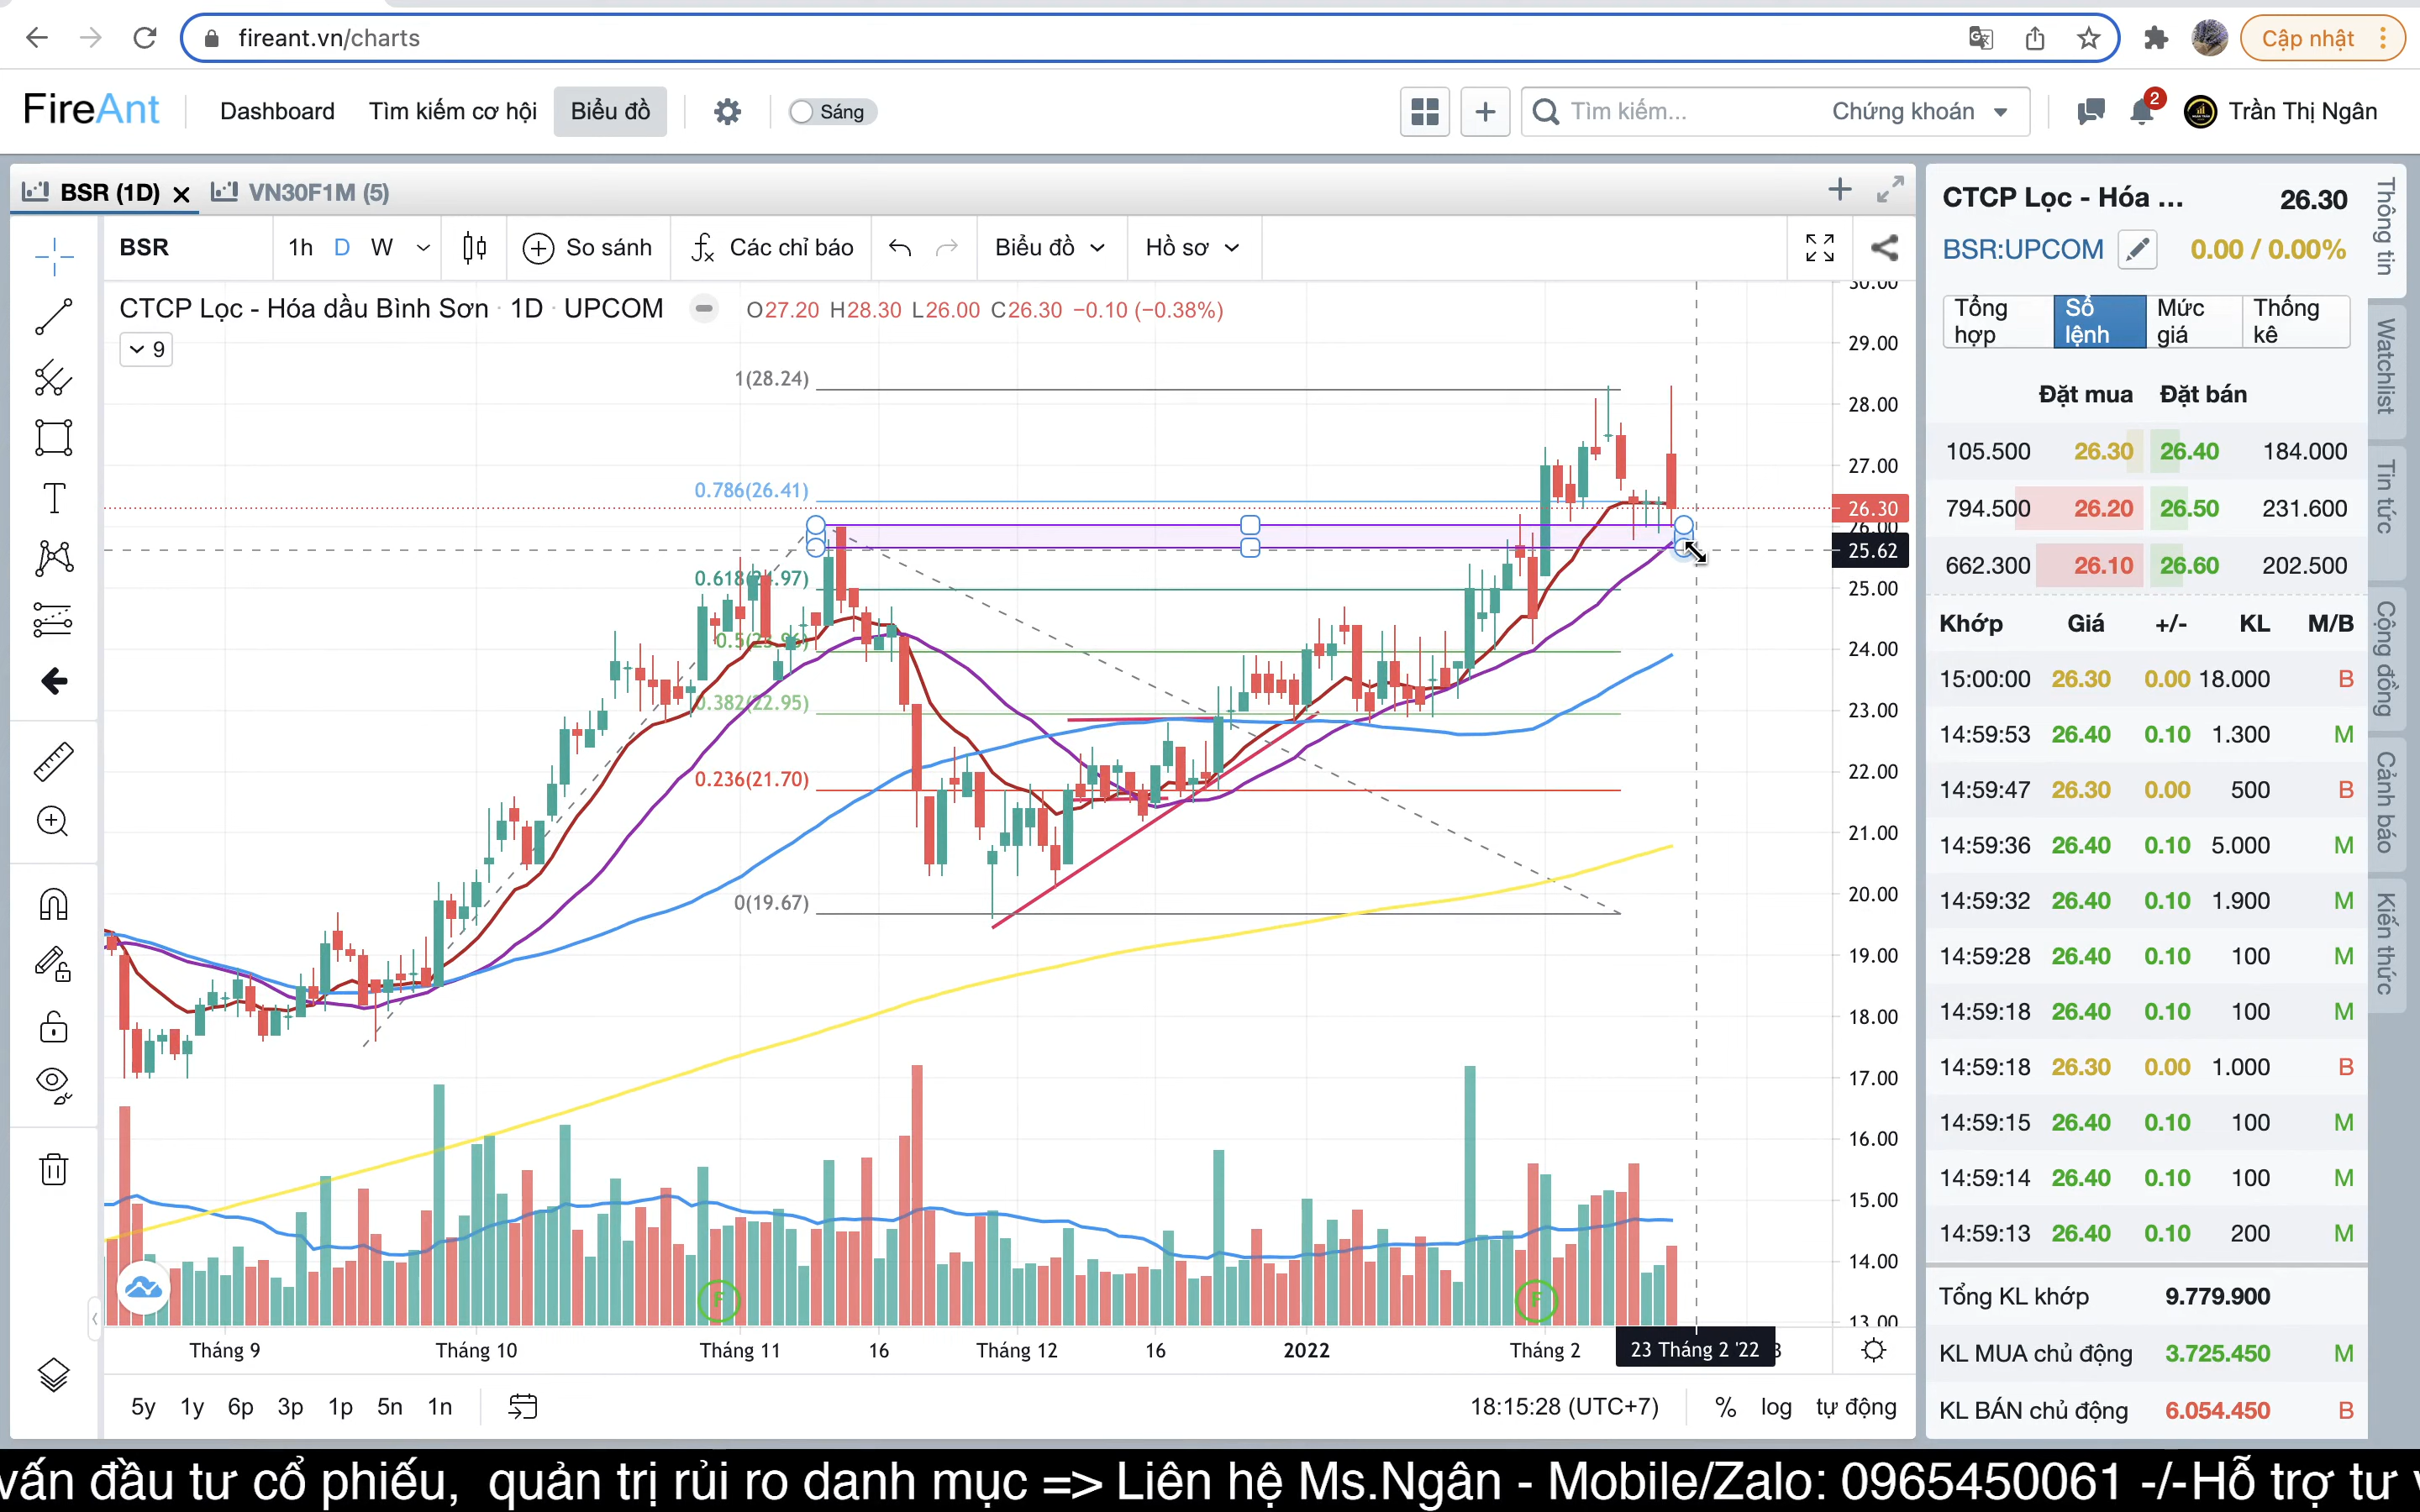 fireant.vn/charts
Cập nhật
FireAnt
Dashboard
Tìm kiếm cơ hội
Biểu đồ
Sáng
Tìm kiếm...
Chứng khoán
2
Trần Thị Ngân
BSR (1D)
VN30F1M (5)
BSR
1h D W
So sánh
Các chỉ báo
Biểu đồ
Hồ sơ
CTCP Lọc - Hóa dầu Bình Sơn · 1D · UPCOM
O27.20 H28.30 L26.00 C26.30 −0.10 (−0.38%)
9
1(28.24)
0.786(26.41)
0.382(22.95)
0.236(21.70)
0(19.67)
30.00
29.00
28.00
27.00
26.30
26.00
25.62
25.00
24.00
23.00
22.00
21.00
20.00
19.00
18.00
17.00
16.00
15.00
14.00
13.00
F
F
Tháng 9
Tháng 10
Tháng 11
16
Tháng 12
16
2022
Tháng 2
23 Tháng 2 '22
5y 1y 6p 3p 1p 5n 1n
18:15:28 (UTC+7)
% log tự động
CTCP Lọc - Hóa ... 26.30
BSR:UPCOM 0.00 / 0.00%
Tổng hợp
Sổ lệnh
Mức giá
Thống kê
Đặt mua Đặt bán
105.500 26.30 26.40 184.000
794.500 26.20 26.50 231.600
662.300 26.10 26.60 202.500
Khớp Giá +/- KL M/B
15:00:00 26.30 0.00 18.000 B
14:59:53 26.40 0.10 1.300 M
14:59:47 26.30 0.00 500 B
14:59:36 26.40 0.10 5.000 M
14:59:32 26.40 0.10 1.900 M
14:59:28 26.40 0.10 100 M
14:59:18 26.40 0.10 100 M
14:59:18 26.30 0.00 1.000 B
14:59:15 26.40 0.10 100 M
14:59:14 26.40 0.10 100 M
14:59:13 26.40 0.10 200 M
Tổng KL khớp 9.779.900
KL MUA chủ động 3.725.450 M
KL BÁN chủ động 6.054.450 B
Thông tin
Watchlist
Tin tức
Cộng đồng
Cảnh báo
Kiến thức
vấn đầu tư cổ phiếu, quản trị rủi ro danh mục => Liên hệ Ms.Ngân - Mobile/Zalo: 0965450061 -/-Hỗ trợ tư